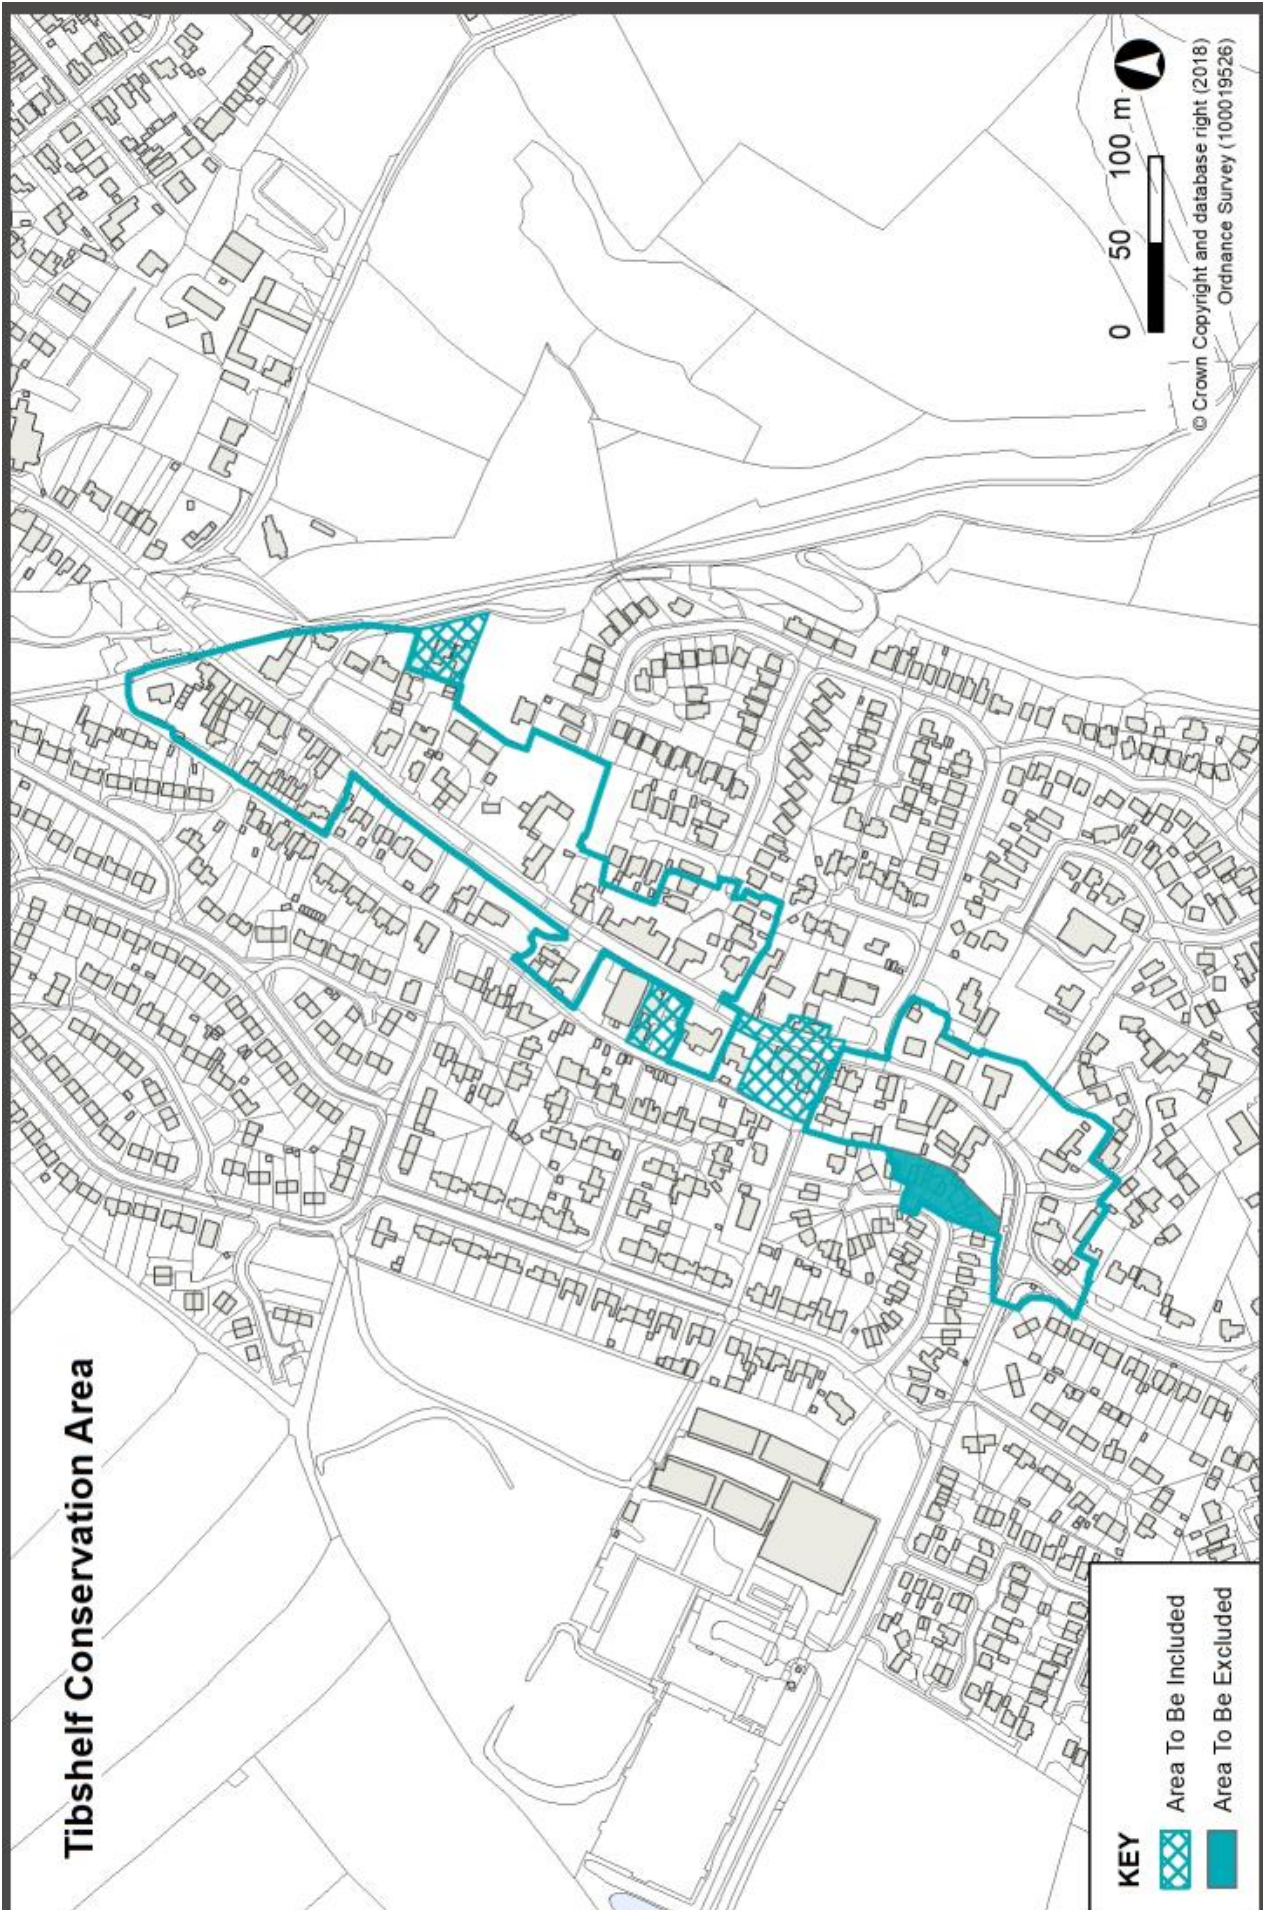 Tibshelf Conservation Area
0 50 100 m
© Crown Copyright and database right (2018)
Ordnance Survey (100019526)
KEY
Area To Be Included
Area To Be Excluded